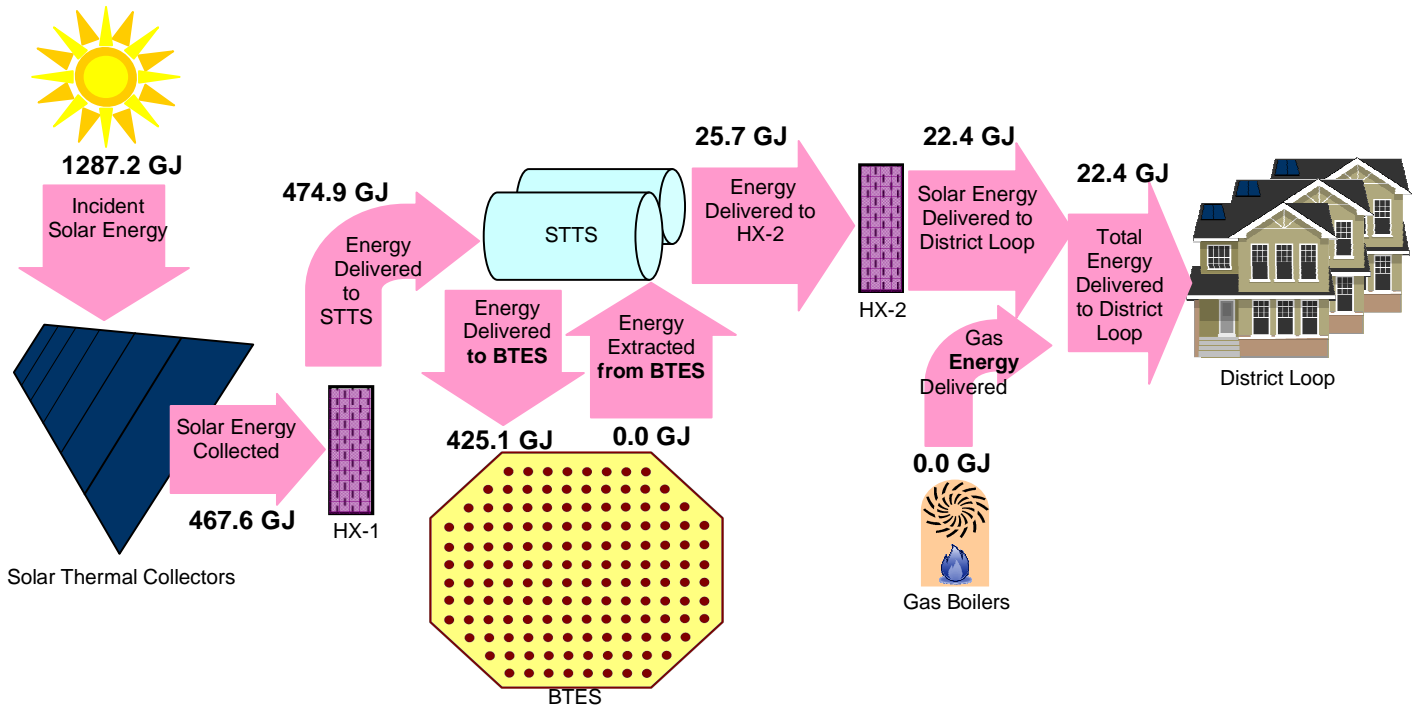 1287.2 GJ
Incident
Solar Energy
474.9 GJ
Energy
Delivered
to
STTS
STTS
25.7 GJ
Energy
Delivered to
HX-2
22.4 GJ
Solar Energy
Delivered to
District Loop
22.4 GJ
Total
Energy
Delivered
to District
Loop
HX-2
District Loop
Energy
Delivered
to BTES
Energy
Extracted
from BTES
Gas
Energy
Delivered
Solar Energy
Collected
467.6 GJ
HX-1
425.1 GJ
0.0 GJ
0.0 GJ
Solar Thermal Collectors
Gas Boilers
BTES